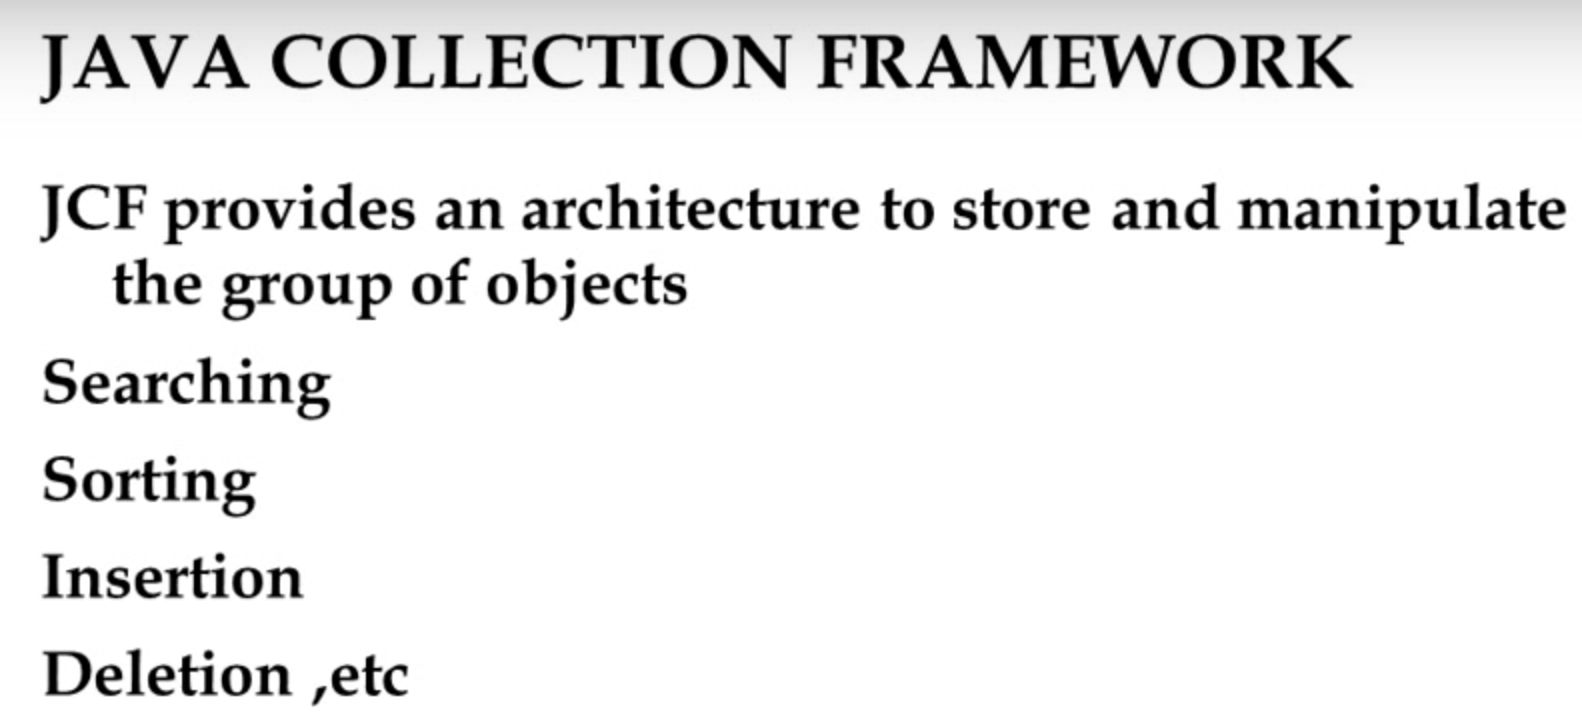 JAVA COLLECTION FRAMEWORK
JCF provides an architecture to store and manipulate
the group of objects
Searching
Sorting
Insertion
Deletion ,etc